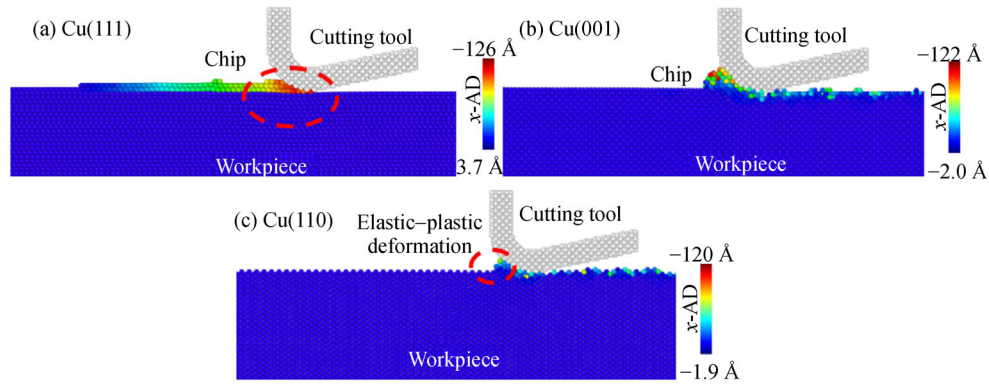 (a) Cu(111)
Chip
Cutting tool
−126 Å
x-AD
3.7 Å
Workpiece
(b) Cu(001)
Chip
Cutting tool
−122 Å
x-AD
−2.0 Å
Workpiece
(c) Cu(110)
Elastic−plastic
deformation
Cutting tool
−120 Å
x-AD
−1.9 Å
Workpiece